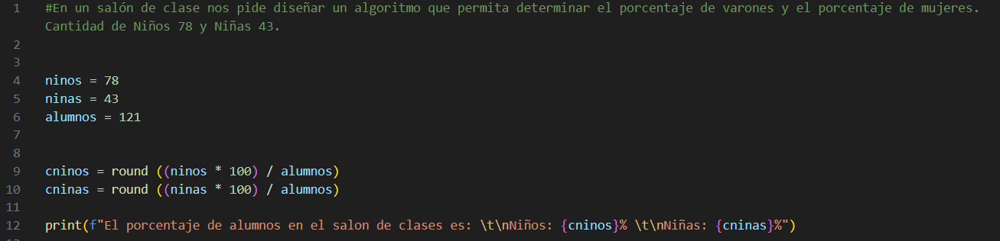 1 #En un salón de clase nos pide diseñar un algoritmo que permita determinar el porcentaje de varones y el porcentaje de mujeres.
Cantidad de Niños 78 y Niñas 43.
2
3
4 ninos = 78
5 ninas = 43
6 alumnos = 121
7
8
9 cninos = round ((ninos * 100) / alumnos)
10 cninas = round ((ninas * 100) / alumnos)
11
12 print(f"El porcentaje de alumnos en el salon de clases es: \t\nNiños: {cninos}% \t\nNiñas: {cninas}%")